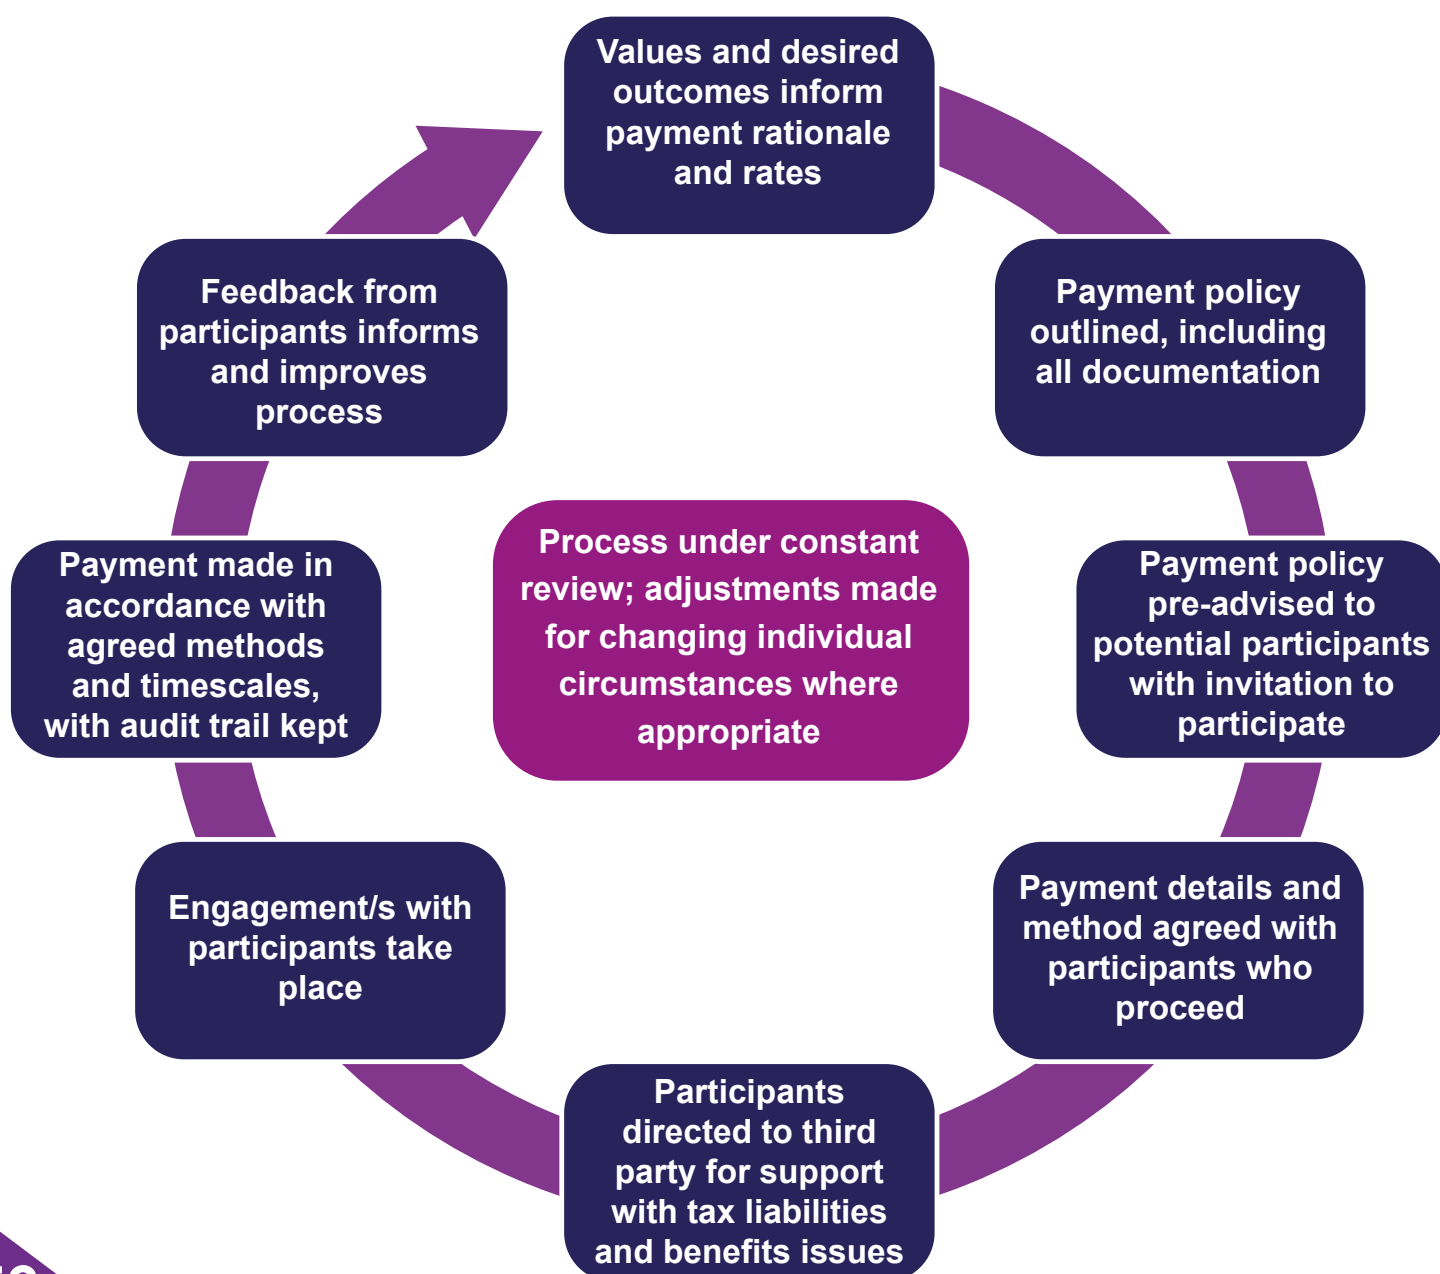 Values and desired
outcomes inform
payment rationale
and rates
Payment policy
outlined, including
all documentation
Payment policy
pre-advised to
potential participants
with invitation to
participate
Payment details and
method agreed with
participants who
proceed
Participants
directed to third
party for support
with tax liabilities
and benefits issues
Engagement/s with
participants take
place
Payment made in
accordance with
agreed methods
and timescales,
with audit trail kept
Feedback from
participants informs
and improves
process
Process under constant
review; adjustments made
for changing individual
circumstances where
appropriate